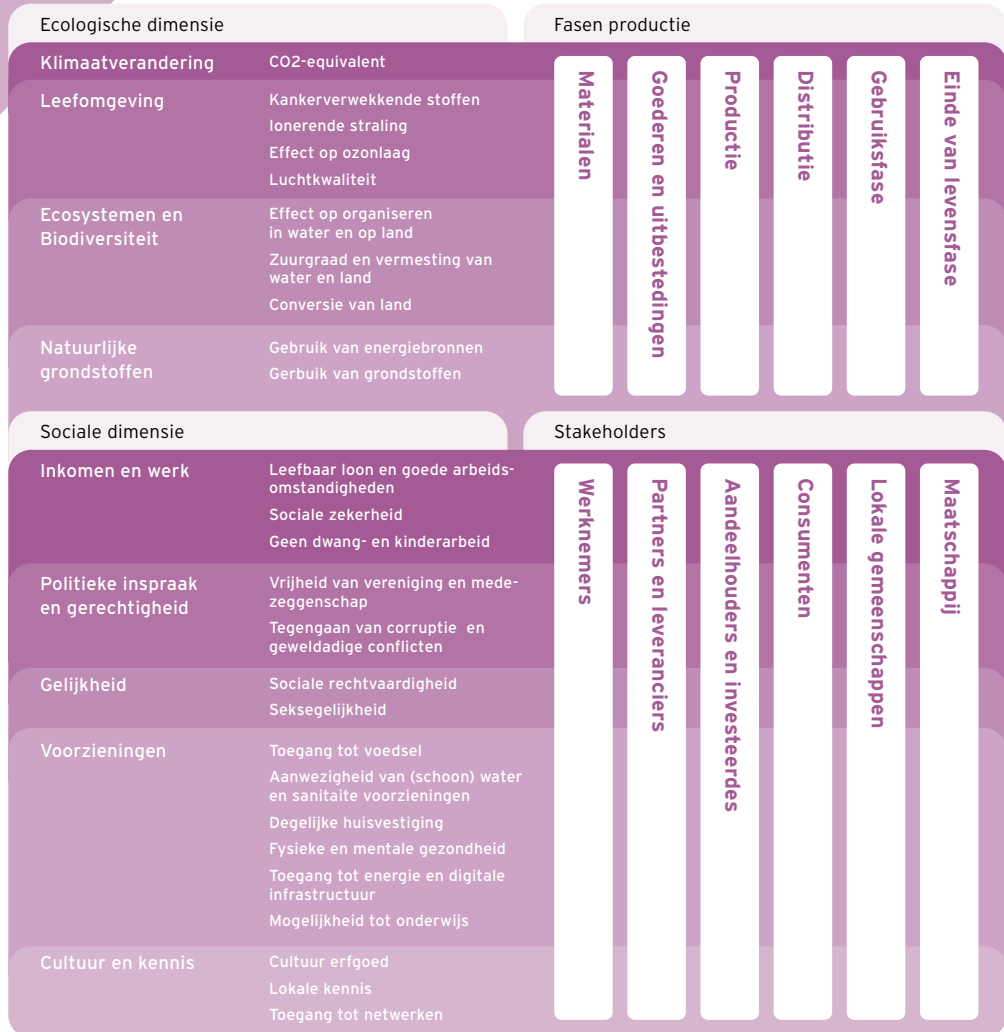 Ecologische dimensie
Fasen productie
Klimaatverandering
CO2-equivalent
Leefomgeving
Kankerverwekkende stoffen
Ionerende straling
Effect op ozonlaag
Luchtkwaliteit
Ecosystemen en
Biodiversiteit
Effect op organiseren
in water en op land
Zuurgraad en vermesting van
water en land
Conversie van land
Natuurlijke
grondstoffen
Gebruik van energiebronnen
Gerbuik van grondstoffen
Materialen
Goederen en uitbestedingen
Productie
Distributie
Gebruiksfase
Einde van levensfase
Sociale dimensie
Stakeholders
Inkomen en werk
Leefbaar loon en goede arbeids-
omstandigheden
Sociale zekerheid
Geen dwang- en kinderarbeid
Politieke inspraak
en gerechtigheid
Vrijheid van vereniging en mede-
zeggenschap
Tegengaan van corruptie en
geweldadige conflicten
Gelijkheid
Sociale rechtvaardigheid
Seksegelijkheid
Voorzieningen
Toegang tot voedsel
Aanwezigheid van (schoon) water
en sanitaite voorzieningen
Degelijke huisvestiging
Fysieke en mentale gezondheid
Toegang tot energie en digitale
infrastructuur
Mogelijkheid tot onderwijs
Cultuur en kennis
Cultuur erfgoed
Lokale kennis
Toegang tot netwerken
Werknemers
Partners en leveranciers
Aandeelhouders en investeerdes
Consumenten
Lokale gemeenschappen
Maatschappij